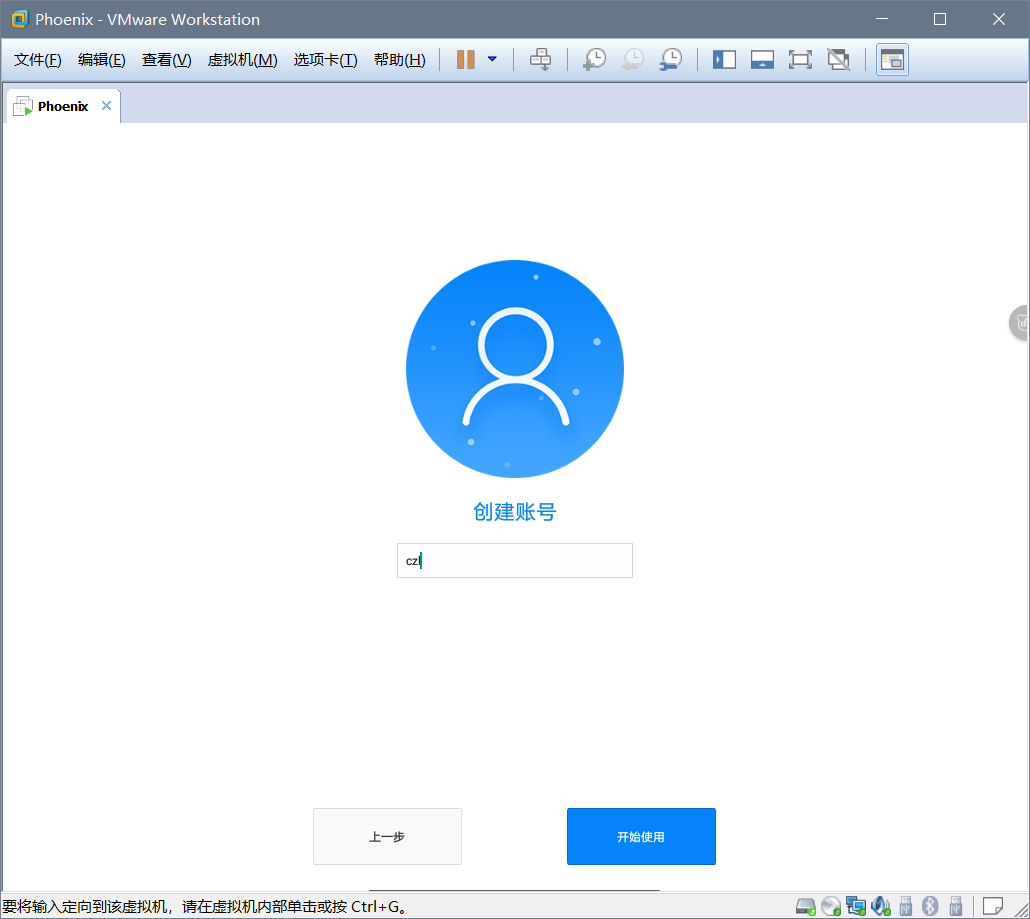 Phoenix - VMware Workstation
文件(F) 编辑(E) 查看(V) 虚拟机(M) 选项卡(T) 帮助(H)
Phoenix
创建账号
czl
上一步
开始使用
要将输入定向到该虚拟机，请在虚拟机内部单击或按 Ctrl+G。